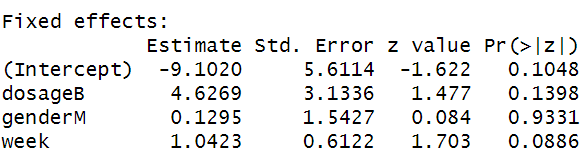 Fixed effects:
Estimate Std. Error z value Pr(>|z|)
(Intercept) -9.1020 5.6114 -1.622 0.1048
dosageB 4.6269 3.1336 1.477 0.1398
genderM 0.1295 1.5427 0.084 0.9331
week 1.0423 0.6122 1.703 0.0886